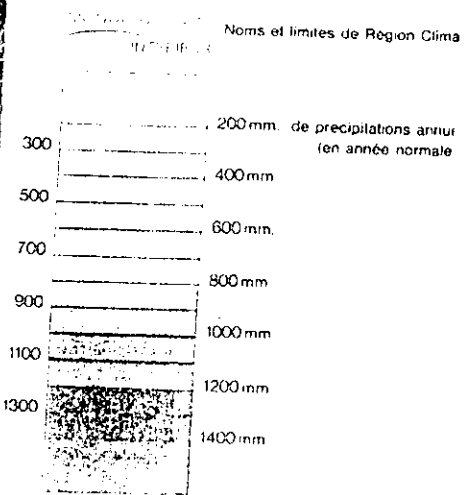 Noms et limites de Région Clima
200 mm. de precipitations annu
(en année normale
300
400 mm
500
600 mm.
700
800 mm
900
1000 mm
1100
1200 mm
1300
1400 mm